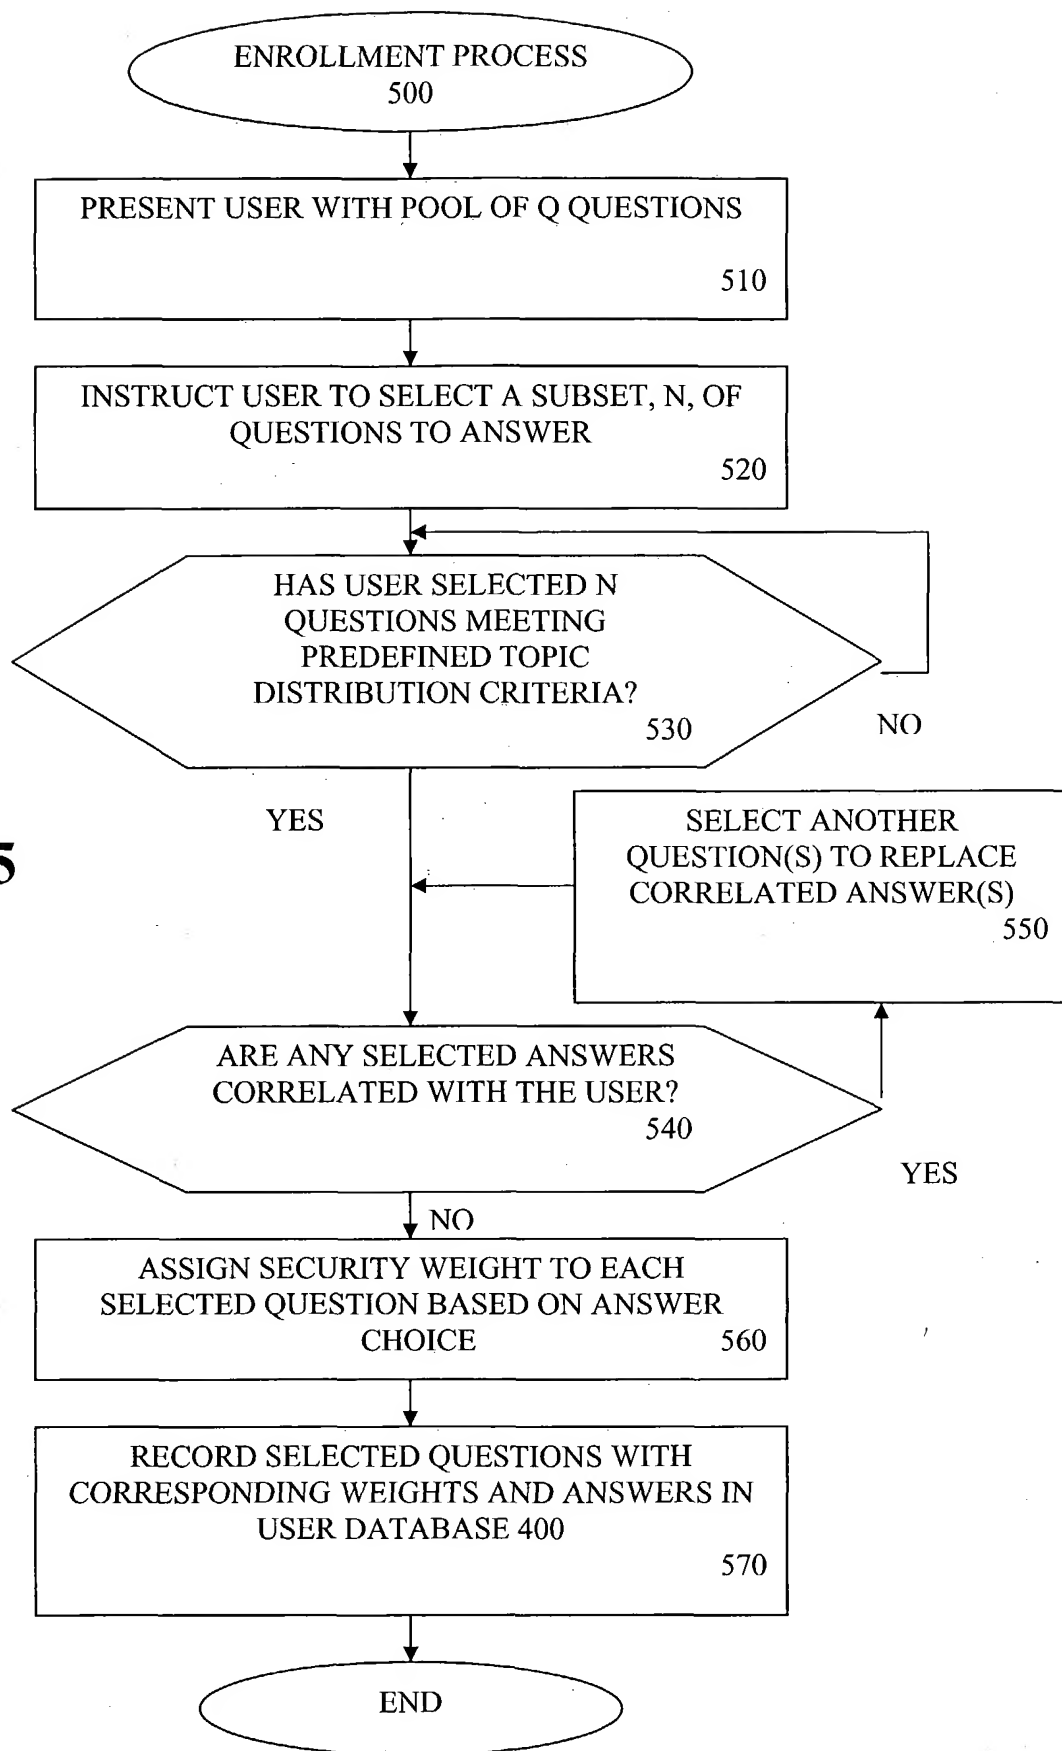 ENROLLMENT PROCESS
500
PRESENT USER WITH POOL OF Q QUESTIONS
510
INSTRUCT USER TO SELECT A SUBSET, N, OF
QUESTIONS TO ANSWER
520
HAS USER SELECTED N
QUESTIONS MEETING
PREDEFINED TOPIC
DISTRIBUTION CRITERIA?
530
NO
YES
SELECT ANOTHER
QUESTION(S) TO REPLACE
CORRELATED ANSWER(S)
550
5
ARE ANY SELECTED ANSWERS
CORRELATED WITH THE USER?
540
YES
NO
ASSIGN SECURITY WEIGHT TO EACH
SELECTED QUESTION BASED ON ANSWER
CHOICE
560
RECORD SELECTED QUESTIONS WITH
CORRESPONDING WEIGHTS AND ANSWERS IN
USER DATABASE 400
570
END